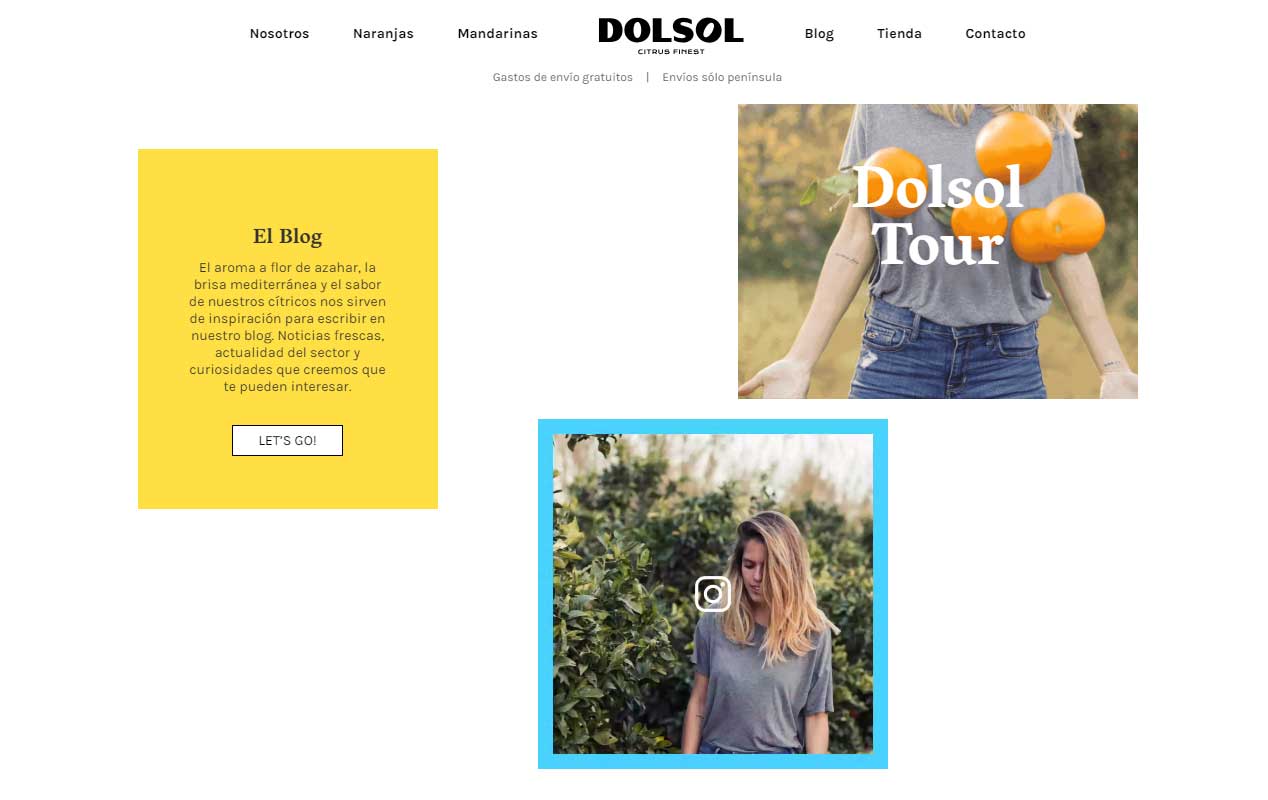 Nosotros Naranjas Mandarinas DOLSOL Blog Tienda Contacto
CITRUS FINEST
Gastos de envío gratuitos | Envíos sólo península
Dolsol
Tour
El Blog
El aroma a flor de azahar, la
brisa mediterránea y el sabor
de nuestros cítricos nos sirven
de inspiración para escribir en
nuestro blog. Noticias frescas,
actualidad del sector y
curiosidades que creemos que
te pueden interesar.
LET'S GO!